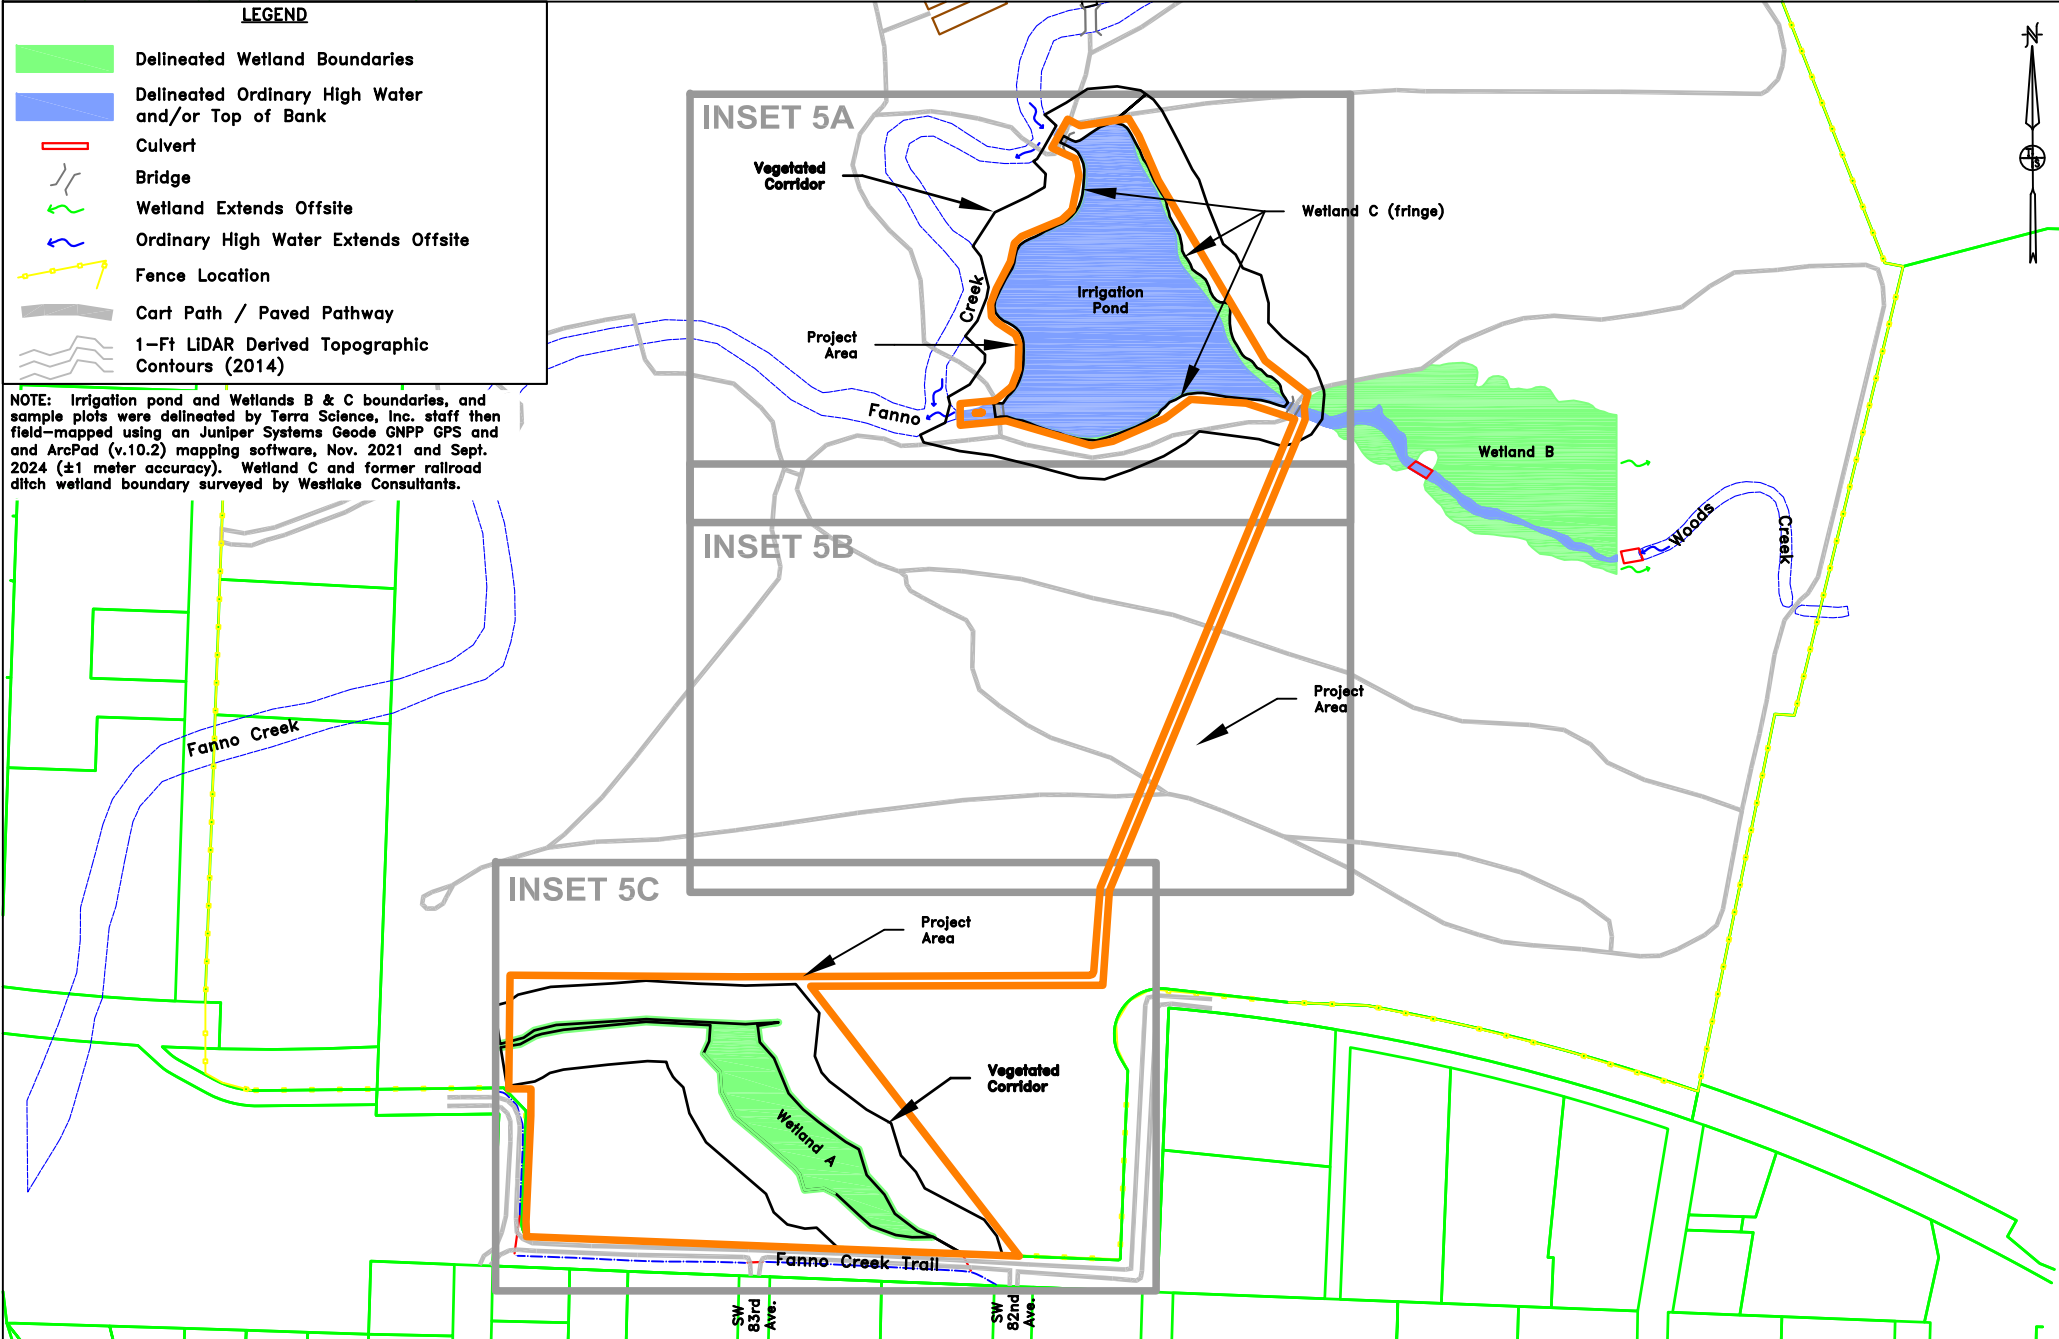 LEGEND
Delineated Wetland Boundaries
Delineated Ordinary High Water
and/or Top of Bank
Culvert
Bridge
Wetland Extends Offsite
Ordinary High Water Extends Offsite
Fence Location
Cart Path / Paved Pathway
1-Ft LiDAR Derived Topographic
Contours (2014)
NOTE: Irrigation pond and Wetlands B & C boundaries, and
sample plots were delineated by Terra Science, Inc. staff then
field-mapped using an Juniper Systems Geode GNPP GPS and
and ArcPad (v.10.2) mapping software, Nov. 2021 and Sept.
2024 (±1 meter accuracy). Wetland C and former railroad
ditch wetland boundary surveyed by Westlake Consultants.
N
INSET 5A
Vegetated
Corridor
Wetland C (fringe)
Irrigation
Pond
Creek
Project
Area
Fanno
Wetland B
Woods
Creek
INSET 5B
Project
Area
Fanno Creek
INSET 5C
Project
Area
Vegetated
Corridor
Wetland A
Fanno Creek Trail
SW
83rd
Ave.
SW
82nd
Ave.